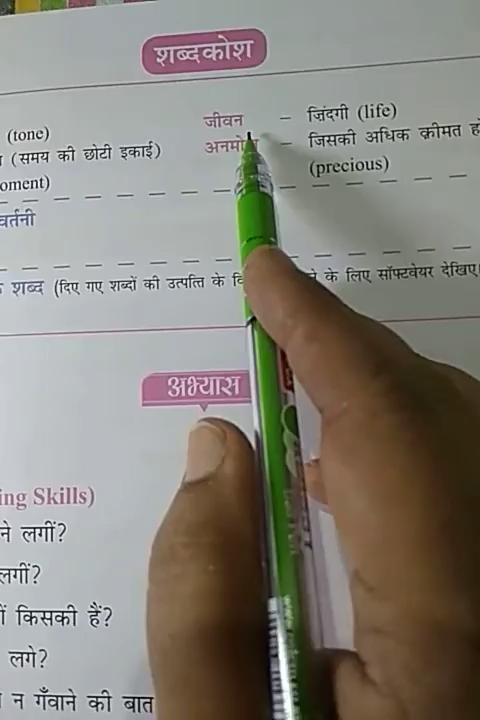 शब्दकोश
(tone) जीवन – ज़िंदगी (life)
(समय की छोटी इकाई) – जिसकी अधिक क़ीमत
oment) (precious)
वर्तनी
शब्द (दिए गए शब्दों की उत्पत्ति के के लिए सॉफ्टवेयर देखिए।
अभ्यास
ing Skills)
ने लगीं?
लगीं?
किसकी हैं?
लगे?
न गँवाने की बात